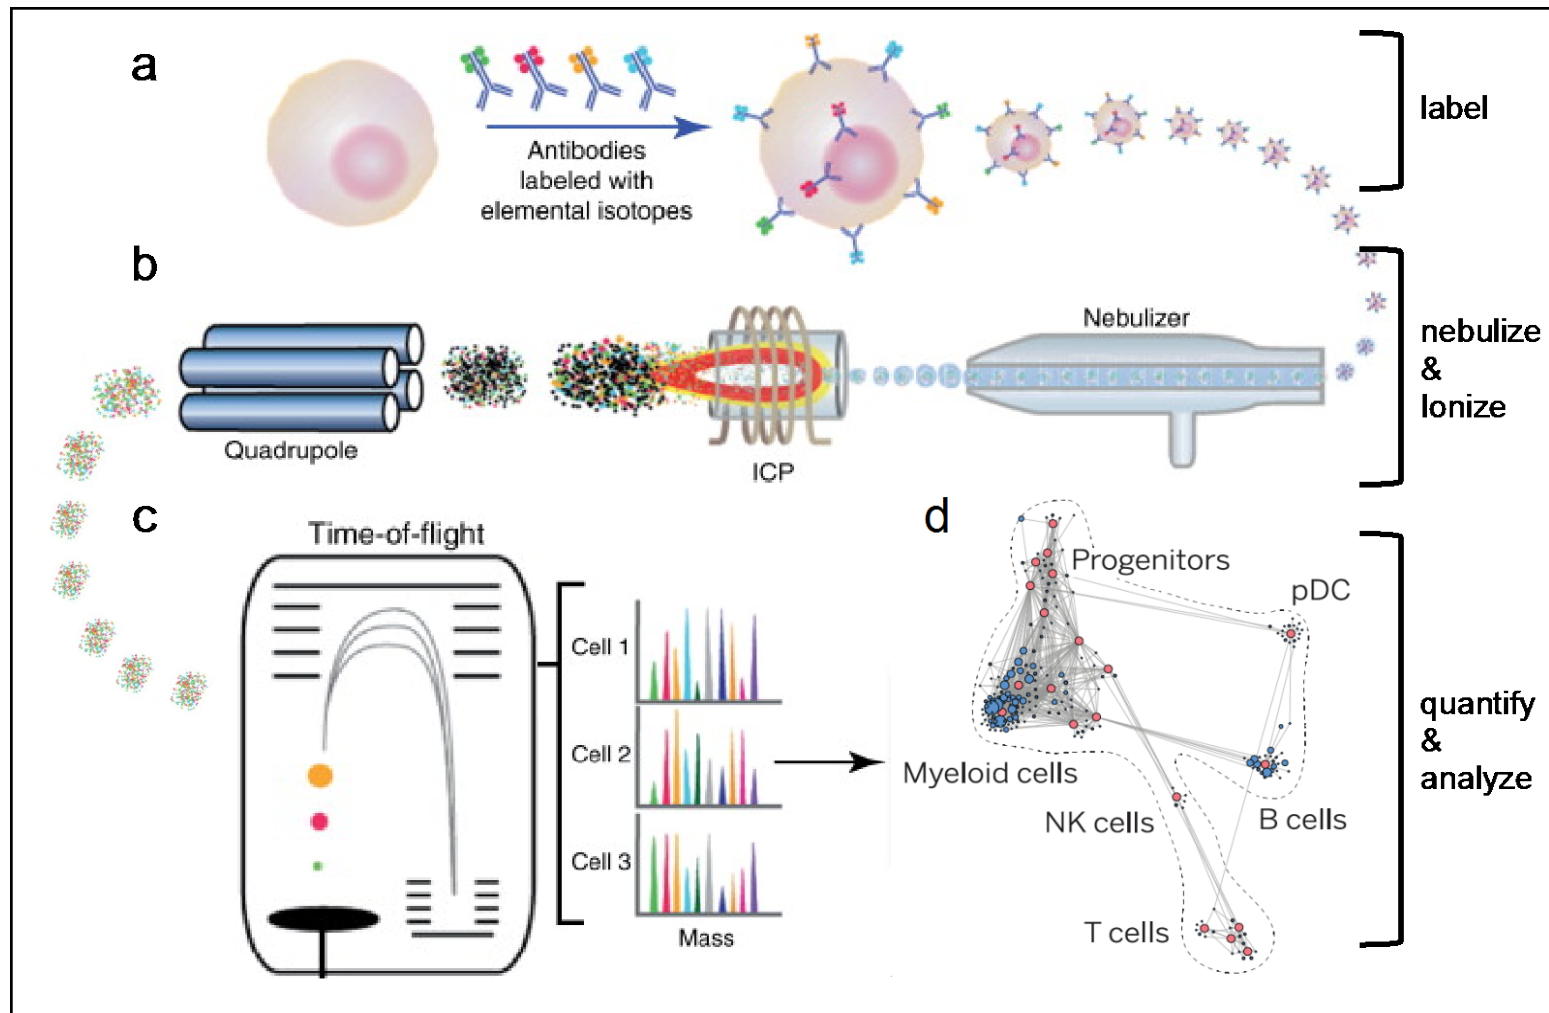 a
Antibodies
labeled with
elemental isotopes
label
b
Quadrupole
ICP
Nebulizer
nebulize
&
Ionize
c
Time-of-flight
Cell 1
Cell 2
Cell 3
Mass
d
Progenitors
pDC
Myeloid cells
NK cells
B cells
T cells
quantify
&
analyze